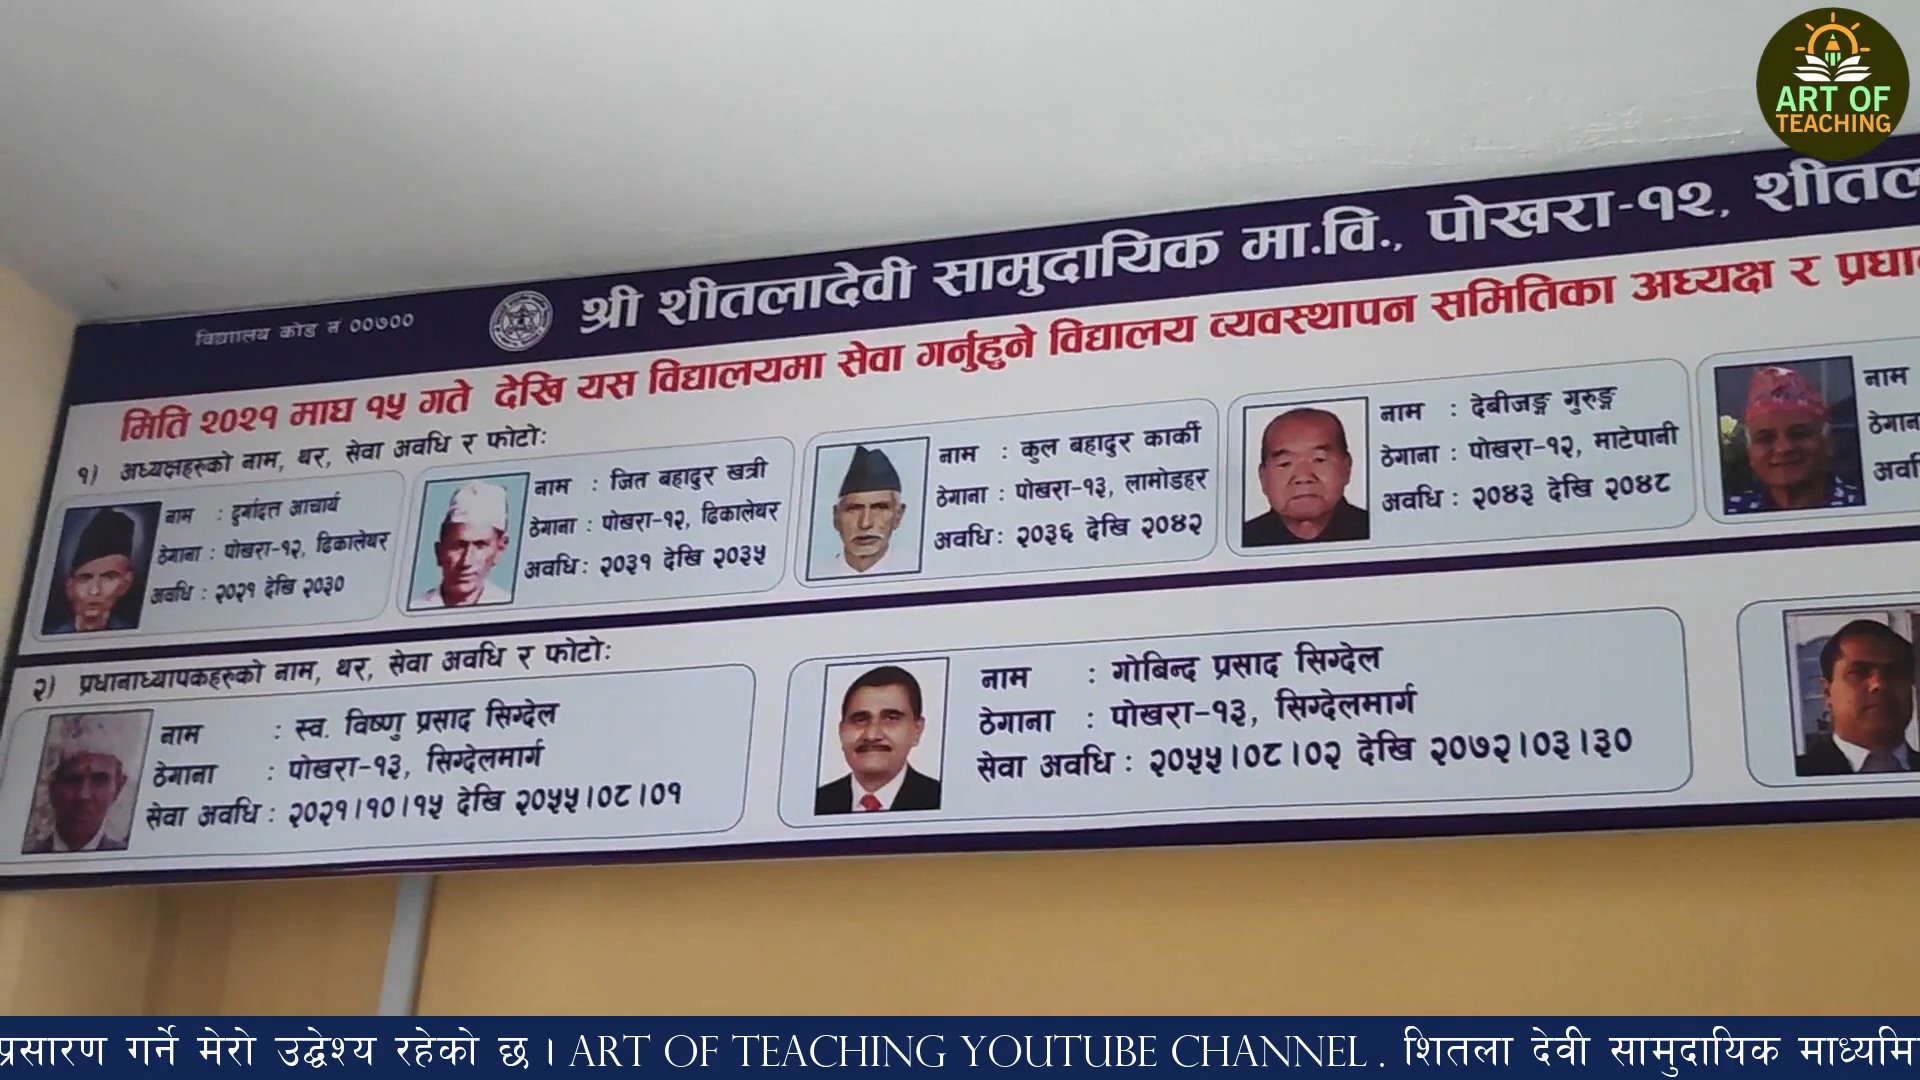 ART OF
TEACHING
विद्यालय कोड नं ००७००
श्री शीतलादेवी सामुदायिक मा.वि., पोखरा-१२, शीतल
मिति २०२१ माघ १५ गते देखि यस विद्यालयमा सेवा गर्नुहुने विद्यालय व्यवस्थापन समितिका अध्यक्ष र प्रधा
१) अध्यक्षहरुको नाम, थर, सेवा अवधि र फोटोः
नाम : दुर्गादत्त आचार्य
ठेगाना : पोखरा-१२, ढिकालेथर
अवधि : २०२१ देखि २०३०
नाम : जित बहादुर खत्री
ठेगाना : पोखरा-१२, ढिकालेथर
अवधि : २०३१ देखि २०३५
नाम : कुल बहादुर कार्की
ठेगाना : पोखरा-१३, लामोडहर
अवधि : २०३६ देखि २०४२
नाम : देबीजङ्ग गुरुङ्ग
ठेगाना : पोखरा-१२, माटेपानी
अवधि : २०४३ देखि २०४८
नाम
ठेगान
अवधि
२) प्रधानाध्यापकहरुको नाम, थर, सेवा अवधि र फोटोः
नाम : स्व. विष्णु प्रसाद सिग्देल
ठेगाना : पोखरा-१३, सिग्देलमार्ग
सेवा अवधि : २०२१।१०।१५ देखि २०५५।०८।०१
नाम : गोबिन्द प्रसाद सिग्देल
ठेगाना : पोखरा-१३, सिग्देलमार्ग
सेवा अवधि : २०५५।०८।०२ देखि २०७२।०३।३०
प्रसारण गर्ने मेरो उद्धेश्य रहेको छ । ART OF TEACHING YOUTUBE CHANNEL . शितला देवी सामुदायिक माध्यमि